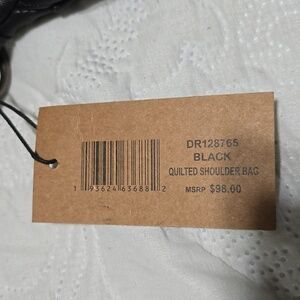 DR128765
BLACK
QUILTED SHOULDER BAG
MSRP $98.00
1 93624 63688 2